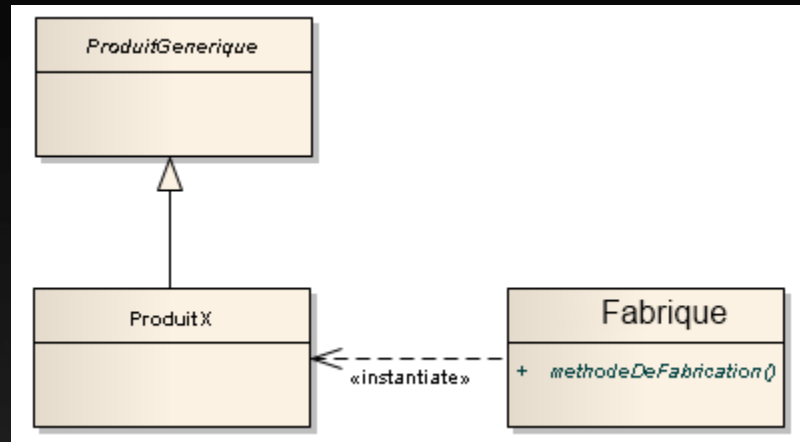 ProduitGenerique
ProduitX
Fabrique
«instantiate»
+ methodeDeFabrication()